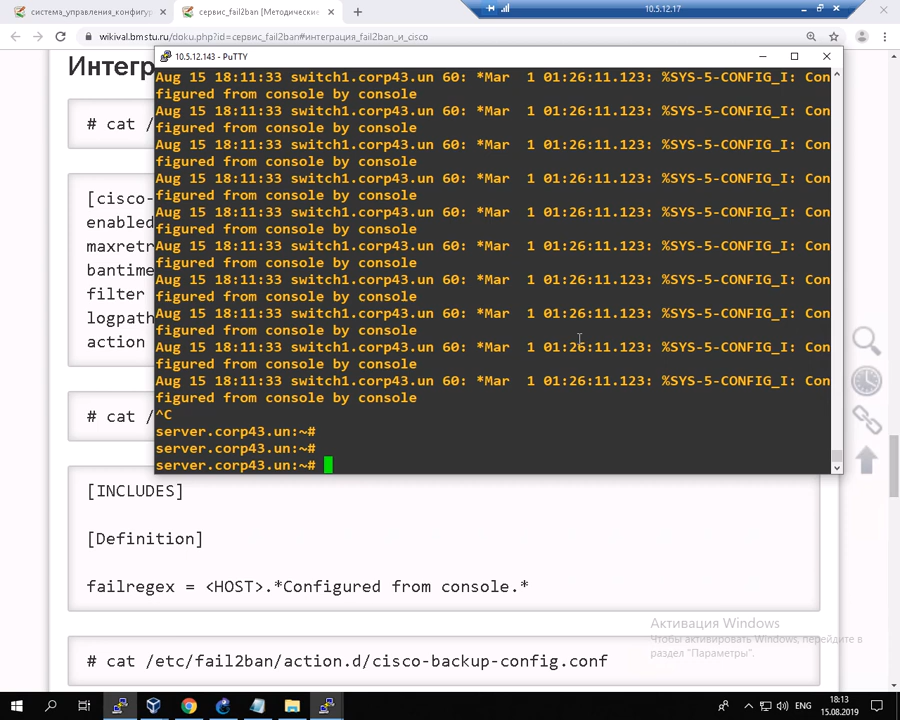 система_управления_конфигур
сервис_fail2ban [Методические
10.5.12.17
wikival.bmstu.ru/doku.php?id=сервис_fail2ban#интеграция_fail2ban_и_cisco
10.5.12.143 - PuTTY
Интегр
# cat /
[cisco-
enabled
maxretr
bantime
filter
logpath
action
# cat /
Aug 15 18:11:33 switch1.corp43.un 60: *Mar  1 01:26:11.123: %SYS-5-CONFIG_I: Con
figured from console by console
Aug 15 18:11:33 switch1.corp43.un 60: *Mar  1 01:26:11.123: %SYS-5-CONFIG_I: Con
figured from console by console
Aug 15 18:11:33 switch1.corp43.un 60: *Mar  1 01:26:11.123: %SYS-5-CONFIG_I: Con
figured from console by console
Aug 15 18:11:33 switch1.corp43.un 60: *Mar  1 01:26:11.123: %SYS-5-CONFIG_I: Con
figured from console by console
Aug 15 18:11:33 switch1.corp43.un 60: *Mar  1 01:26:11.123: %SYS-5-CONFIG_I: Con
figured from console by console
Aug 15 18:11:33 switch1.corp43.un 60: *Mar  1 01:26:11.123: %SYS-5-CONFIG_I: Con
figured from console by console
Aug 15 18:11:33 switch1.corp43.un 60: *Mar  1 01:26:11.123: %SYS-5-CONFIG_I: Con
figured from console by console
Aug 15 18:11:33 switch1.corp43.un 60: *Mar  1 01:26:11.123: %SYS-5-CONFIG_I: Con
figured from console by console
Aug 15 18:11:33 switch1.corp43.un 60: *Mar  1 01:26:11.123: %SYS-5-CONFIG_I: Con
figured from console by console
Aug 15 18:11:33 switch1.corp43.un 60: *Mar  1 01:26:11.123: %SYS-5-CONFIG_I: Con
figured from console by console
^C
server.corp43.un:~#
server.corp43.un:~#
server.corp43.un:~#
[INCLUDES]
[Definition]
failregex = <HOST>.*Configured from console.*
# cat /etc/fail2ban/action.d/cisco-backup-config.conf
Активация Windows
Чтобы активировать Windows, перейдите в
раздел "Параметры".
ENG
18:13
15.08.2019